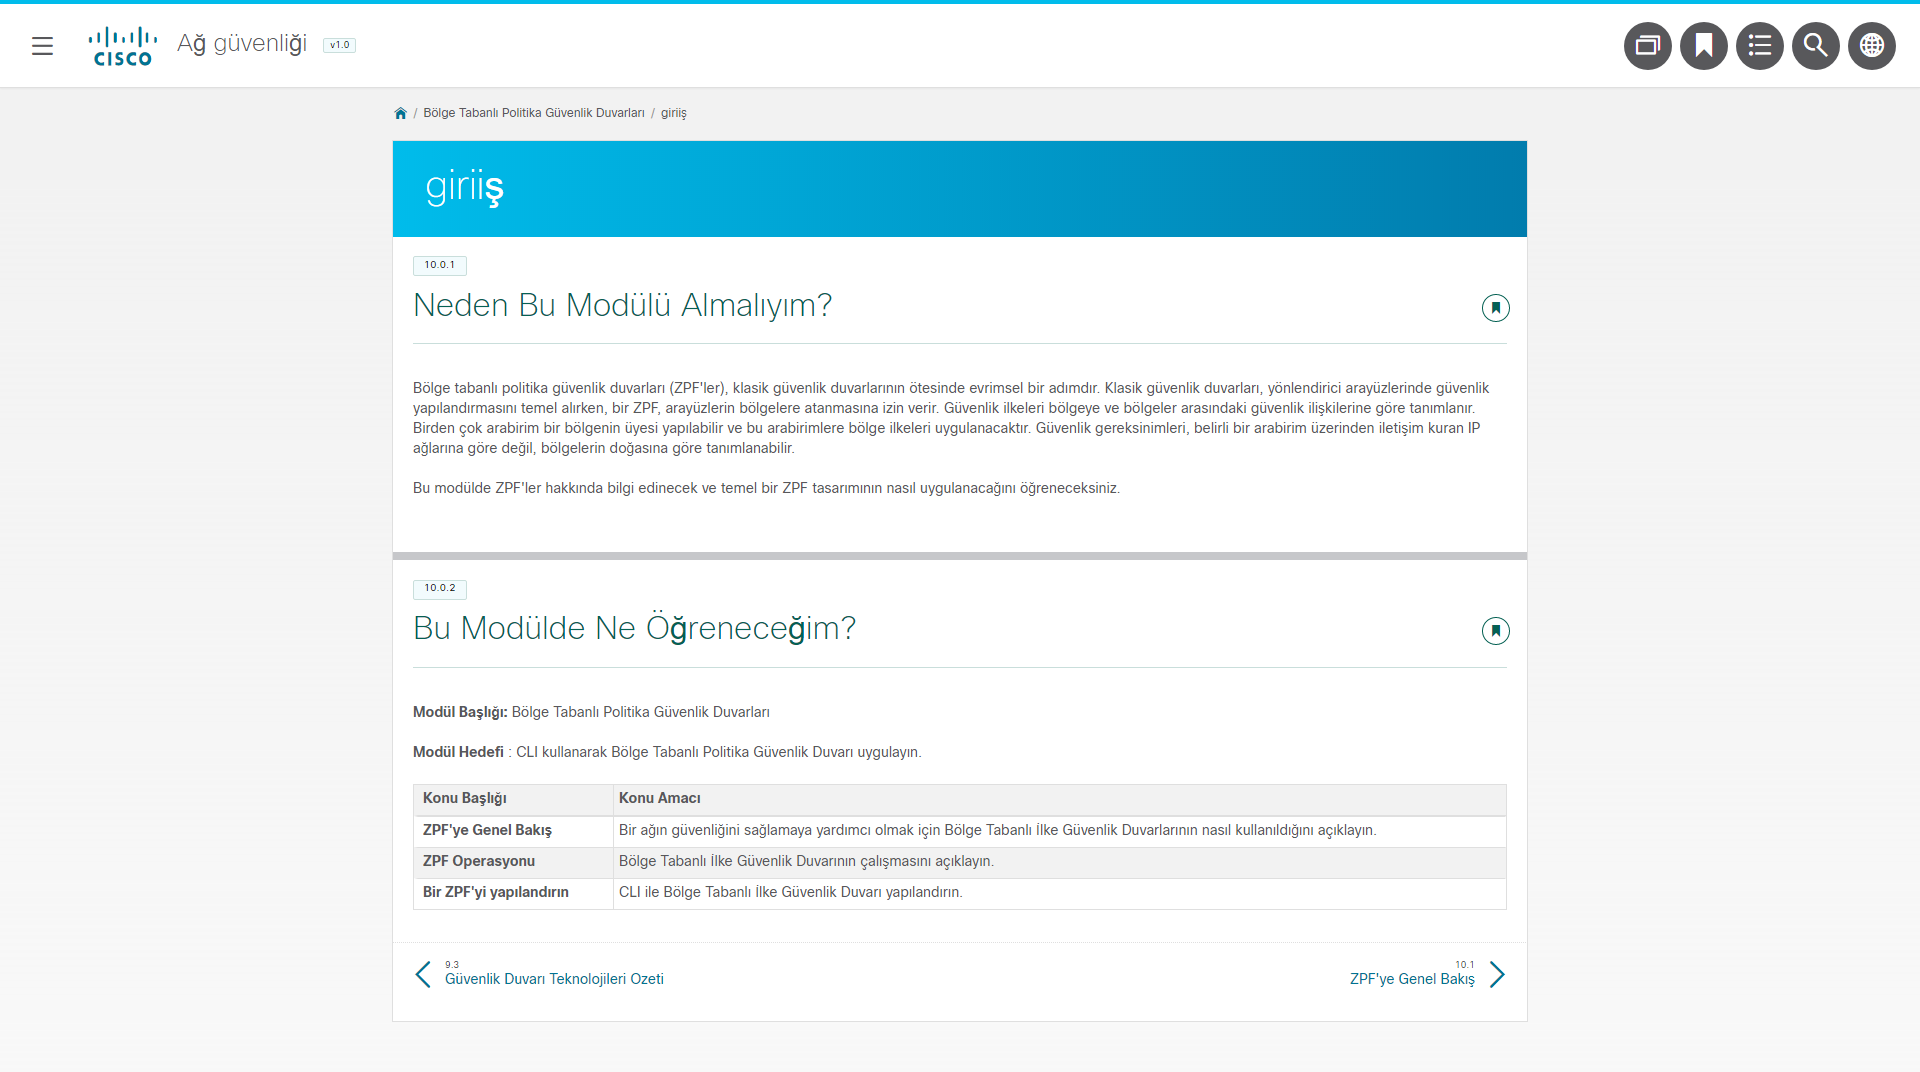 CISCO
Ağ güvenliği v1.0
/ Bölge Tabanlı Politika Güvenlik Duvarları / giriiş
giriiş
10.0.1
Neden Bu Modülü Almalıyım?
Bölge tabanlı politika güvenlik duvarları (ZPF'ler), klasik güvenlik duvarlarının ötesinde evrimsel bir adımdır. Klasik güvenlik duvarları, yönlendirici arayüzlerinde güvenlik
yapılandırmasını temel alırken, bir ZPF, arayüzlerin bölgelere atanmasına izin verir. Güvenlik ilkeleri bölgeye ve bölgeler arasındaki güvenlik ilişkilerine göre tanımlanır.
Birden çok arabirim bir bölgenin üyesi yapılabilir ve bu arabirimlere bölge ilkeleri uygulanacaktır. Güvenlik gereksinimleri, belirli bir arabirim üzerinden iletişim kuran IP
ağlarına göre değil, bölgelerin doğasına göre tanımlanabilir.
Bu modülde ZPF'ler hakkında bilgi edinecek ve temel bir ZPF tasarımının nasıl uygulanacağını öğreneceksiniz.
10.0.2
Bu Modülde Ne Öğreneceğim?
Modül Başlığı: Bölge Tabanlı Politika Güvenlik Duvarları
Modül Hedefi : CLI kullanarak Bölge Tabanlı Politika Güvenlik Duvarı uygulayın.
Konu Başlığı Konu Amacı
ZPF'ye Genel Bakış Bir ağın güvenliğini sağlamaya yardımcı olmak için Bölge Tabanlı İlke Güvenlik Duvarlarının nasıl kullanıldığını açıklayın.
ZPF Operasyonu Bölge Tabanlı İlke Güvenlik Duvarının çalışmasını açıklayın.
Bir ZPF'yi yapılandırın CLI ile Bölge Tabanlı İlke Güvenlik Duvarı yapılandırın.
9.3
Güvenlik Duvarı Teknolojileri Özeti
10.1
ZPF'ye Genel Bakış